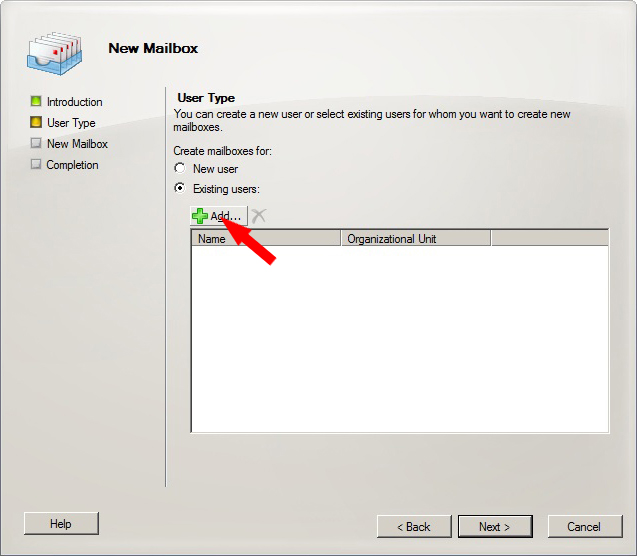 New Mailbox
Introduction
User Type
New Mailbox
Completion
User Type
You can create a new user or select existing users for whom you want to create new
mailboxes.
Create mailboxes for:
New user
Existing users:
Add...
Name
Organizational Unit
Help
< Back
Next >
Cancel